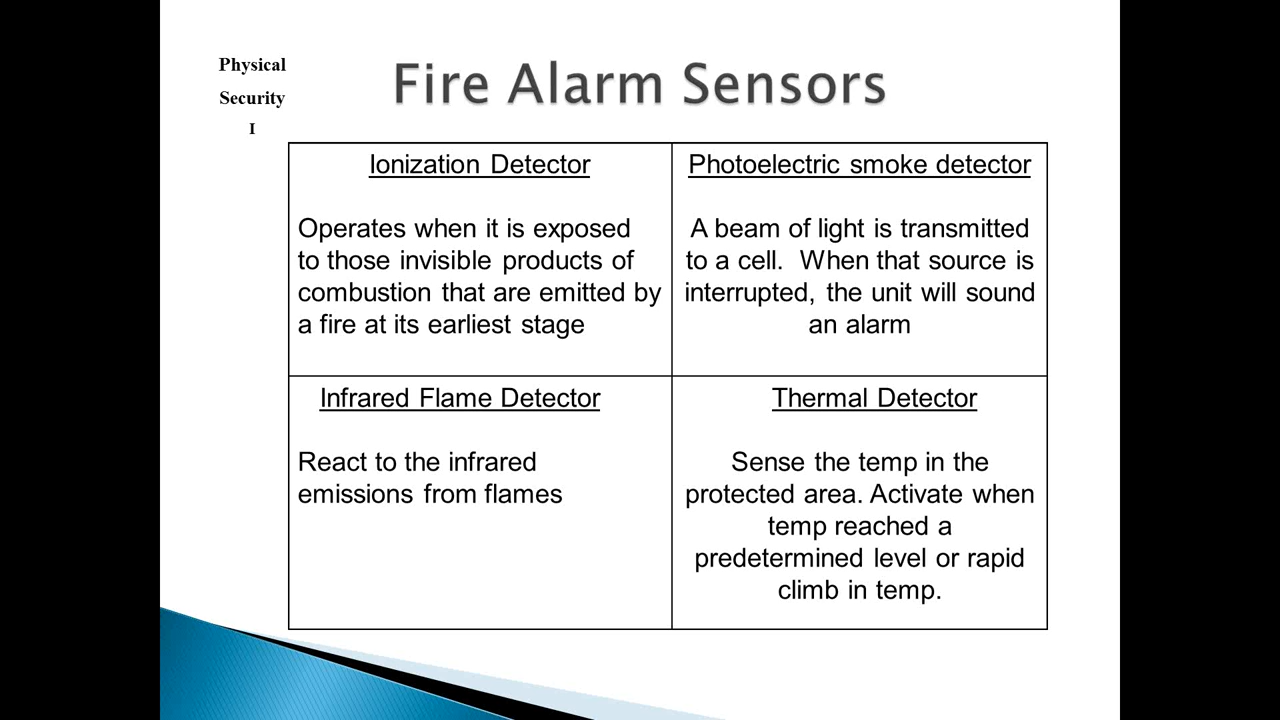 Physical
Security
I
Fire Alarm Sensors
Ionization Detector
Operates when it is exposed
to those invisible products of
combustion that are emitted by
a fire at its earliest stage
Photoelectric smoke detector
A beam of light is transmitted
to a cell.  When that source is
interrupted, the unit will sound
an alarm
Infrared Flame Detector
React to the infrared
emissions from flames
Thermal Detector
Sense the temp in the
protected area. Activate when
temp reached a
predetermined level or rapid
climb in temp.